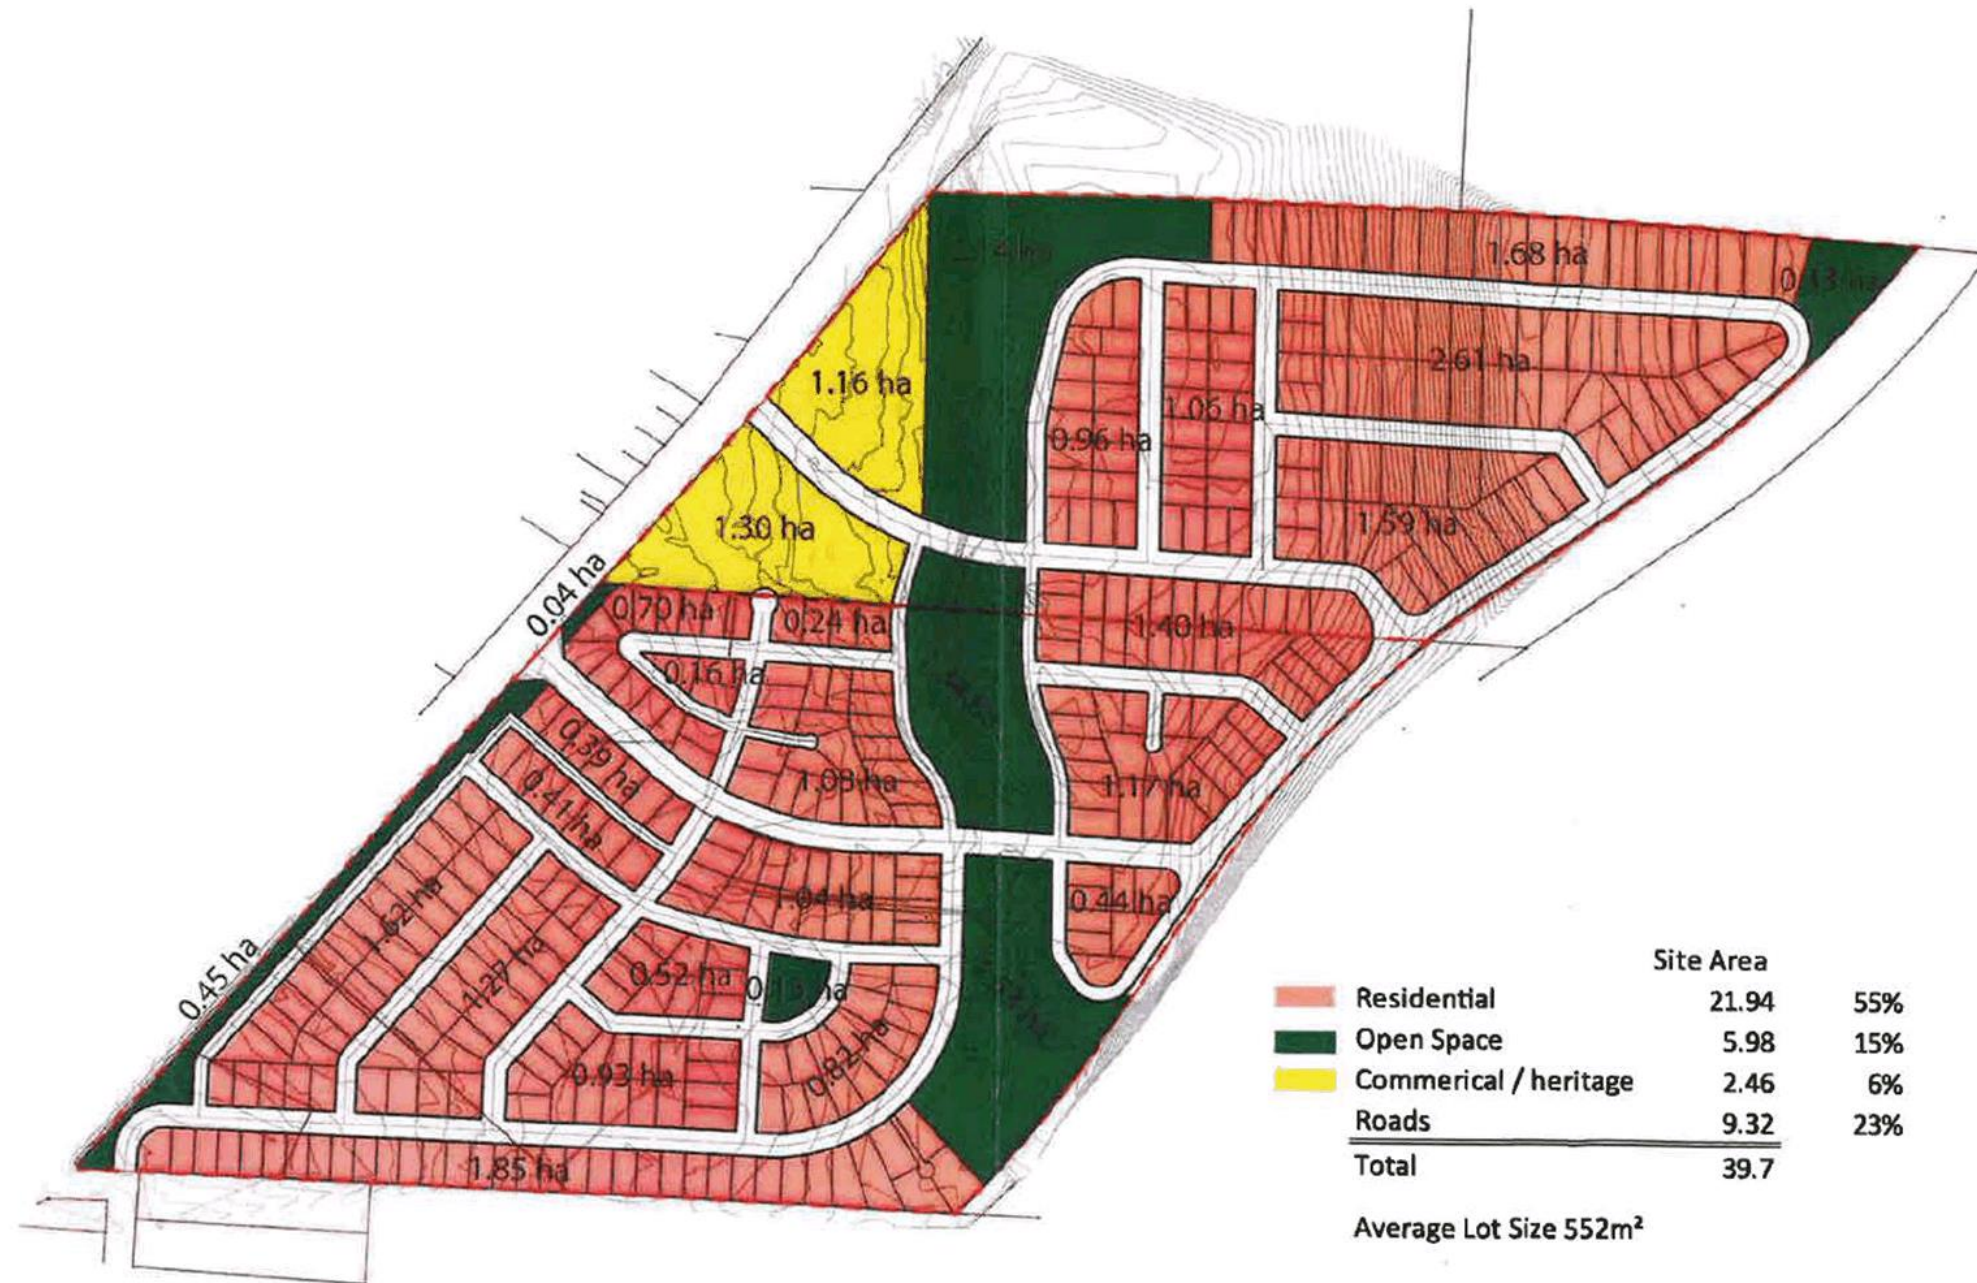 1.68 ha
2.61 ha
1.16 ha
1.06 ha
0.96 ha
1.30 ha
1.59 ha
0.04 ha
0.70 ha
0.24 ha
1.40 ha
0.16 ha
0.39 ha
1.17 ha
0.41 ha
1.62 ha
1.04 ha
0.44 ha
0.45 ha
1.27 ha
0.52 ha
0.13 ha
0.93 ha
0.82 ha
1.85 ha
Site Area
Residential 21.94 55%
Open Space 5.98 15%
Commerical / heritage 2.46 6%
Roads 9.32 23%
Total 39.7
Average Lot Size 552m²